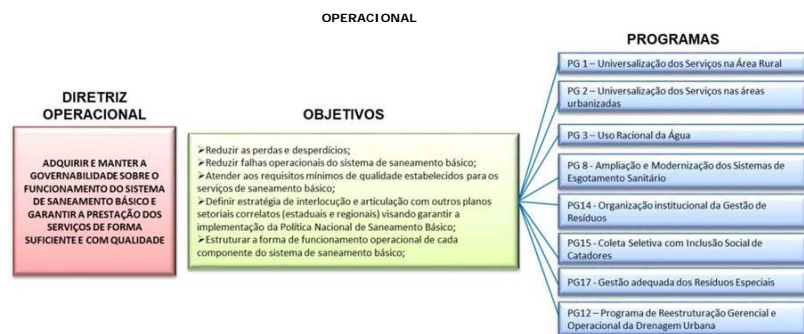 OPERACIONAL
DIRETRIZ
OPERACIONAL
ADQUIRIR E MANTER A
GOVERNABILIDADE SOBRE O
FUNCIONAMENTO DO SISTEMA
DE SANEAMENTO BÁSICO E
GARANTIR A PRESTAÇÃO DOS
SERVIÇOS DE FORMA
SUFICIENTE E COM QUALIDADE
OBJETIVOS
➢Reduzir as perdas e desperdícios;
➢Reduzir falhas operacionais do sistema de saneamento básico;
➢Atender aos requisitos mínimos de qualidade estabelecidos para os
serviços de saneamento básico;
➢Definir estratégia de interlocução e articulação com outros planos
setoriais correlatos (estaduais e regionais) visando garantir a
implementação da Política Nacional de Saneamento Básico;
➢Estruturar a forma de funcionamento operacional de cada
componente do sistema de saneamento básico;
PROGRAMAS
PG 1 – Universalização dos Serviços na Área Rural
PG 2 – Universalização dos Serviços nas áreas
urbanizadas
PG 3 – Uso Racional da Água
PG 8 - Ampliação e Modernização dos Sistemas de
Esgotamento Sanitário
PG14 - Organização institucional da Gestão de
Resíduos
PG15 - Coleta Seletiva com Inclusão Social de
Catadores
PG17 - Gestão adequada dos Resíduos Especiais
PG12 – Programa de Reestruturação Gerencial e
Operacional da Drenagem Urbana